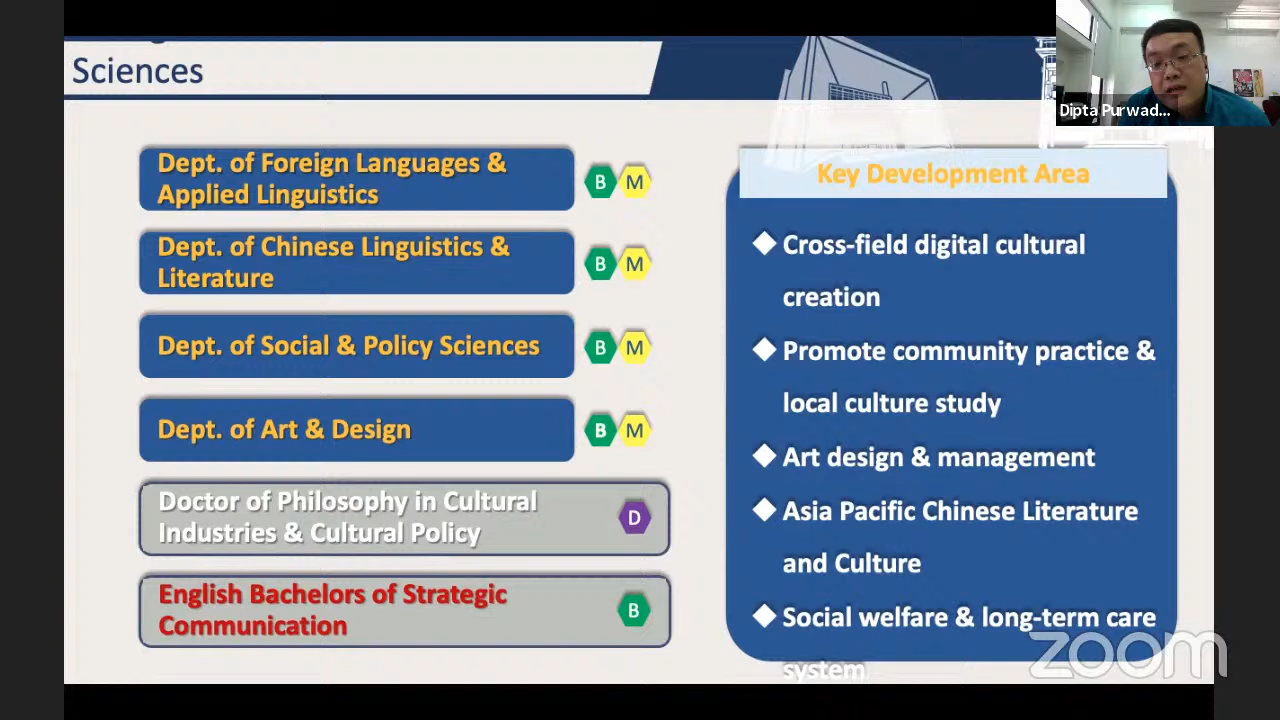 Sciences
Dipta Purwad...
Dept. of Foreign Languages &
Applied Linguistics
B M
Dept. of Chinese Linguistics &
Literature
B M
Dept. of Social & Policy Sciences
B M
Dept. of Art & Design
B M
Doctor of Philosophy in Cultural
Industries & Cultural Policy
D
English Bachelors of Strategic
Communication
B
Key Development Area
Cross-field digital cultural
creation
Promote community practice &
local culture study
Art design & management
Asia Pacific Chinese Literature
and Culture
Social welfare & long-term care
system
zoom